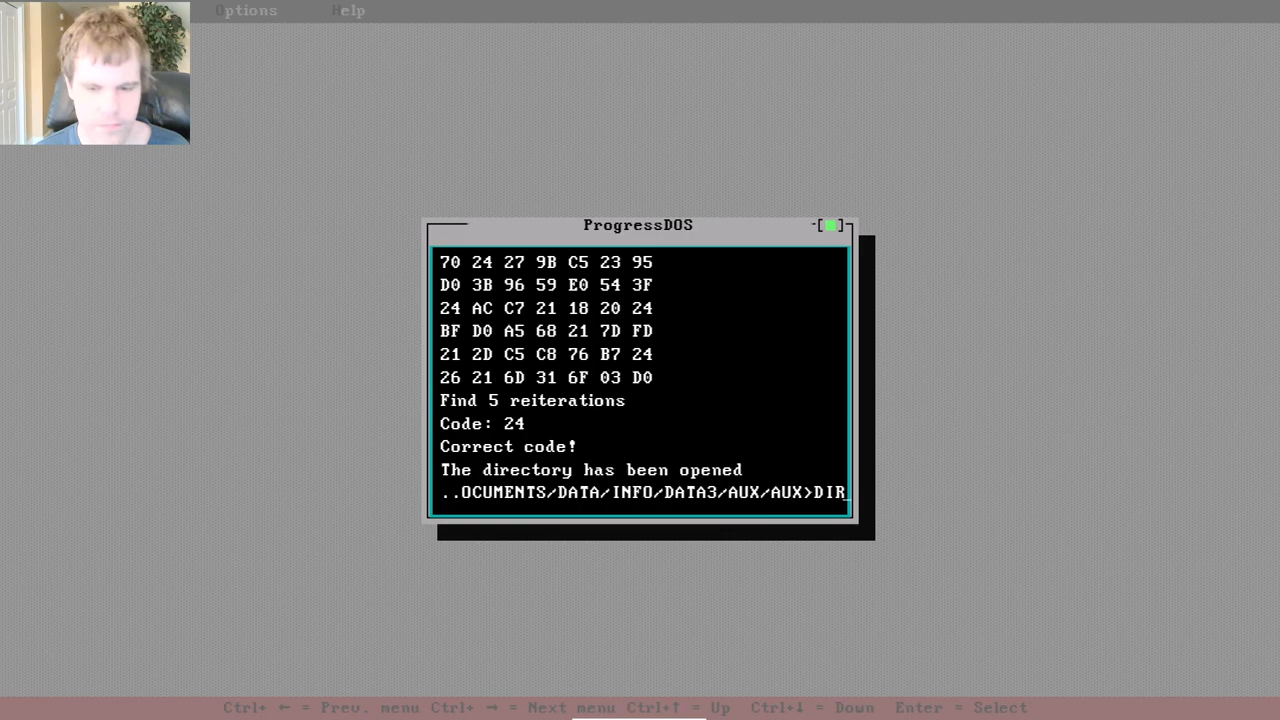 Options Help
ProgressDOS
70 24 27 9B C5 23 95
D0 3B 96 59 E0 54 3F
24 AC C7 21 18 20 24
BF D0 A5 68 21 7D FD
21 2D C5 C8 76 B7 24
26 21 6D 31 6F 03 D0
Find 5 reiterations
Code: 24
Correct code!
The directory has been opened
..OCUMENTS/DATA/INFO/DATA3/AUX/AUX>DIR_
Ctrl+ ← = Prev. menu Ctrl+ → = Next menu Ctrl+↑ = Up Ctrl+↓ = Down Enter = Select